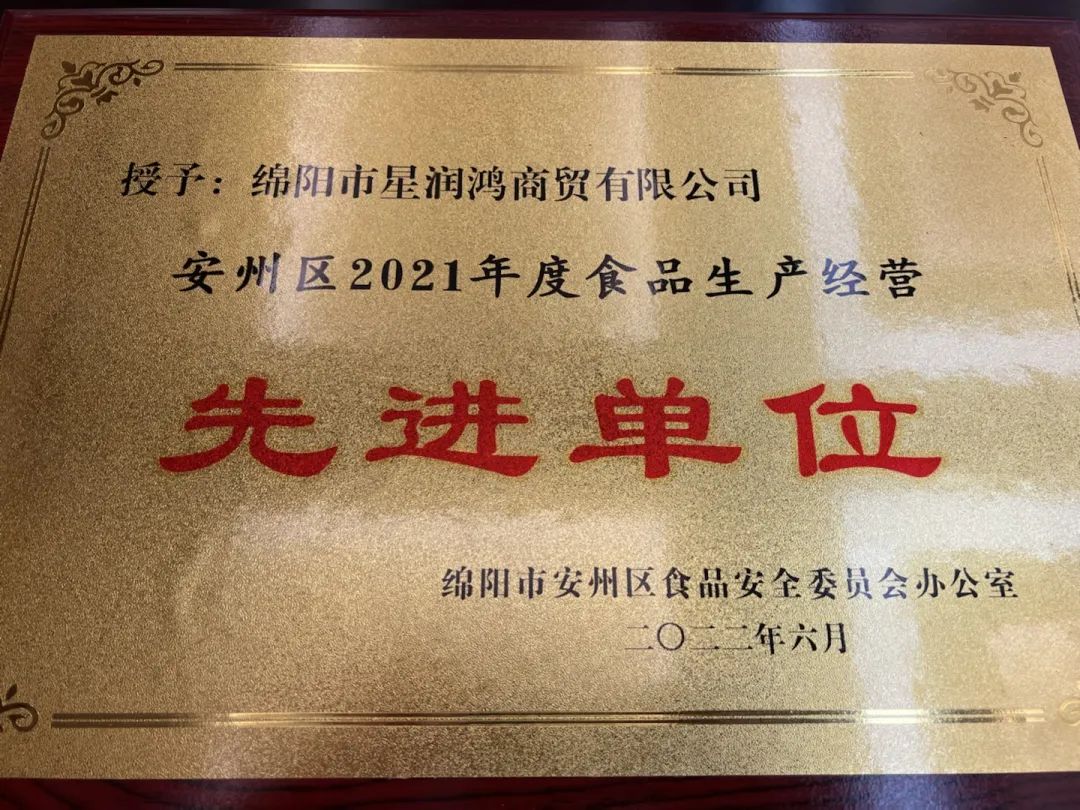 授予：绵阳市星润鸿商贸有限公司
安州区2021年度食品生产经营
先进单位
绵阳市安州区食品安全委员会办公室
二〇二二年六月